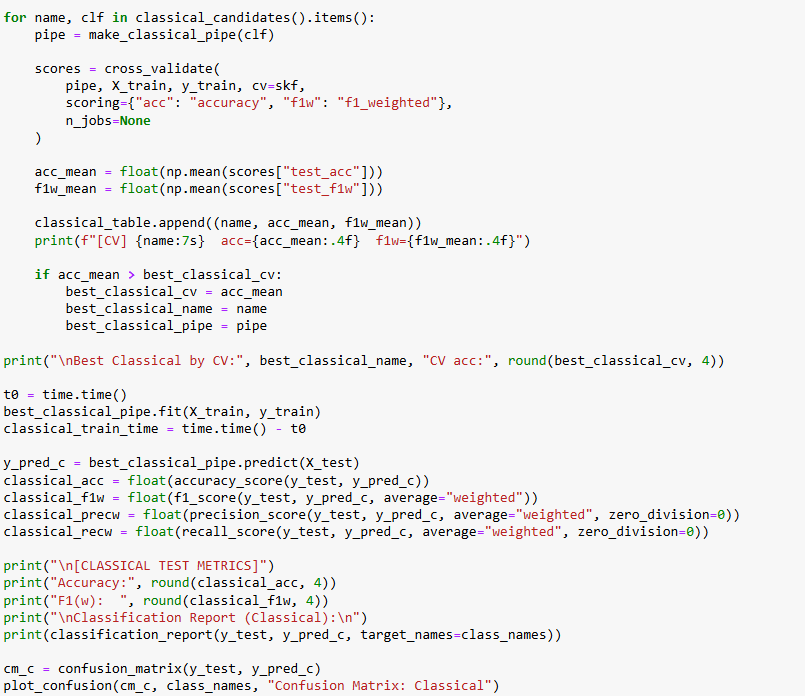 for name, clf in classical_candidates().items():
    pipe = make_classical_pipe(clf)

    scores = cross_validate(
        pipe, X_train, y_train, cv=skf,
        scoring={"acc": "accuracy", "f1w": "f1_weighted"},
        n_jobs=None
    )

    acc_mean = float(np.mean(scores["test_acc"]))
    f1w_mean = float(np.mean(scores["test_f1w"]))

    classical_table.append((name, acc_mean, f1w_mean))
    print(f"[CV] {name:7s}  acc={acc_mean:.4f}  f1w={f1w_mean:.4f}")

    if acc_mean > best_classical_cv:
        best_classical_cv = acc_mean
        best_classical_name = name
        best_classical_pipe = pipe

print("\nBest Classical by CV:", best_classical_name, "CV acc:", round(best_classical_cv, 4))

t0 = time.time()
best_classical_pipe.fit(X_train, y_train)
classical_train_time = time.time() - t0

y_pred_c = best_classical_pipe.predict(X_test)
classical_acc = float(accuracy_score(y_test, y_pred_c))
classical_f1w = float(f1_score(y_test, y_pred_c, average="weighted"))
classical_precw = float(precision_score(y_test, y_pred_c, average="weighted", zero_division=0))
classical_recw = float(recall_score(y_test, y_pred_c, average="weighted", zero_division=0))

print("\n[CLASSICAL TEST METRICS]")
print("Accuracy:", round(classical_acc, 4))
print("F1(w):  ", round(classical_f1w, 4))
print("\nClassification Report (Classical):\n")
print(classification_report(y_test, y_pred_c, target_names=class_names))

cm_c = confusion_matrix(y_test, y_pred_c)
plot_confusion(cm_c, class_names, "Confusion Matrix: Classical")